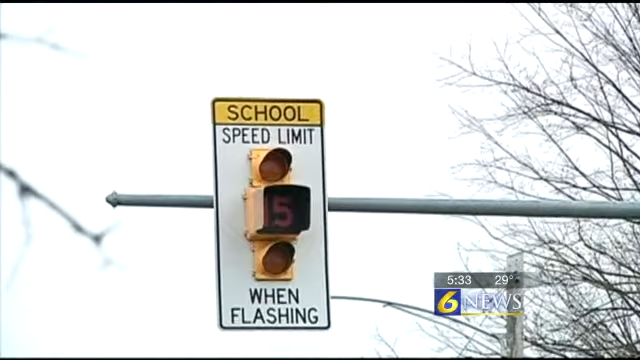 SCHOOL
SPEED LIMIT
15
WHEN
FLASHING
5:33 29°
6 NEWS